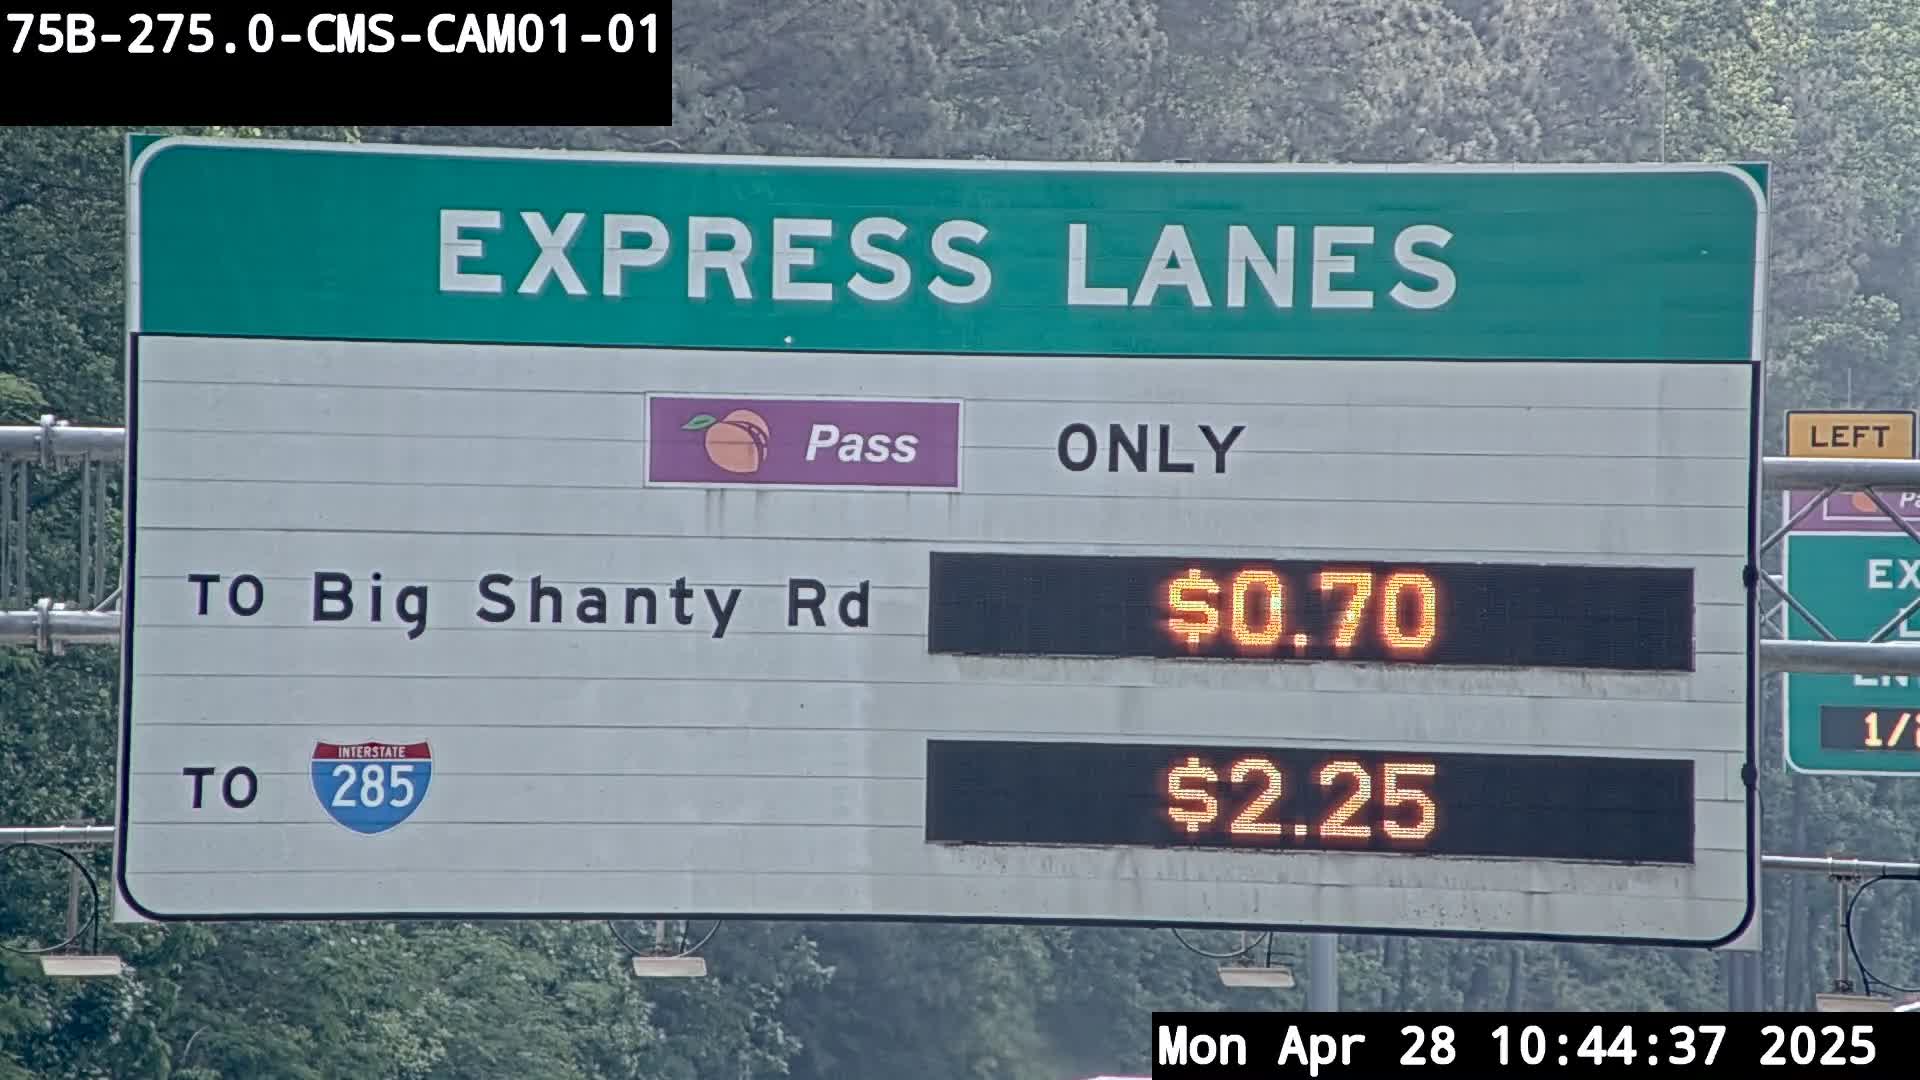 75B-275.0-CMS-CAM01-01
EXPRESS LANES
Pass ONLY
TO Big Shanty Rd $0.70
TO INTERSTATE 285 $2.25
LEFT
Mon Apr 28 10:44:37 2025